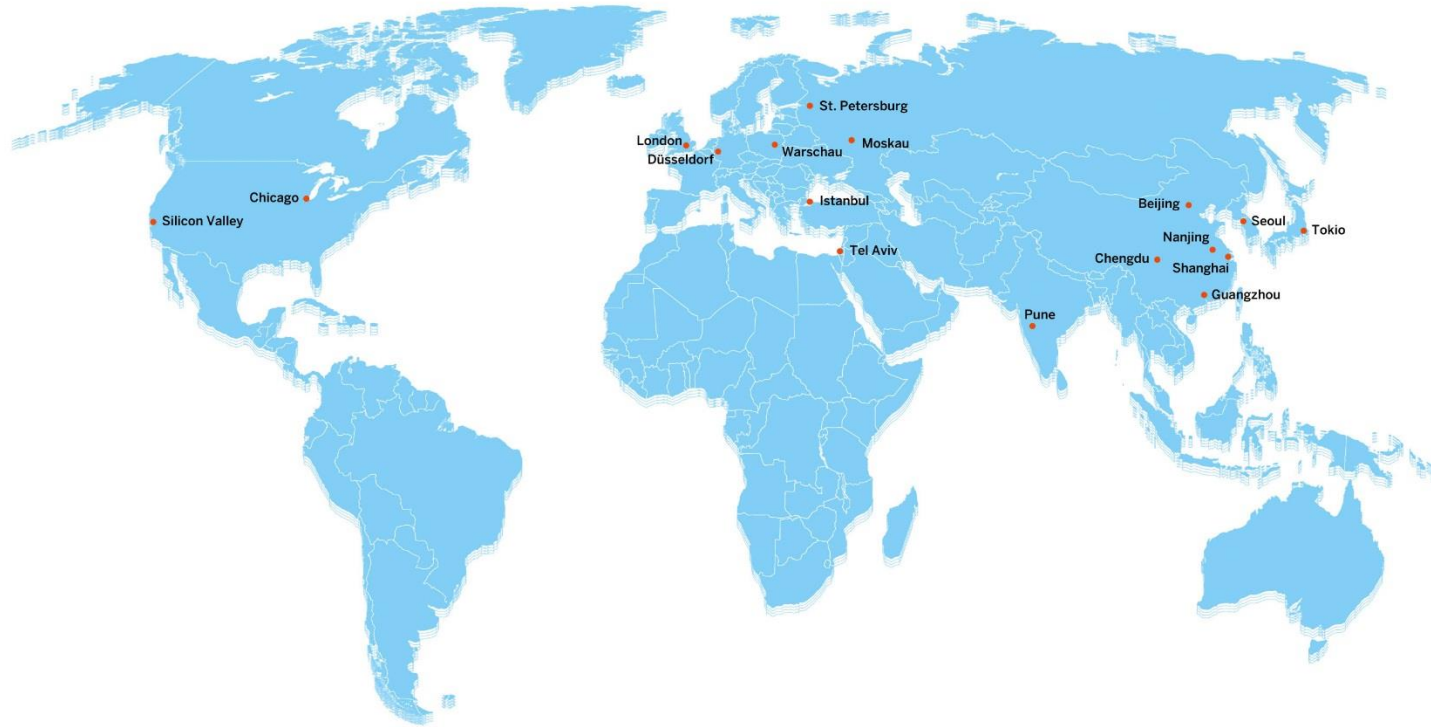 St. Petersburg
London
Moskau
Warschau
Düsseldorf
Chicago
Istanbul
Beijing
Silicon Valley
Seoul
Tokio
Nanjing
Tel Aviv
Chengdu
Shanghai
Guangzhou
Pune